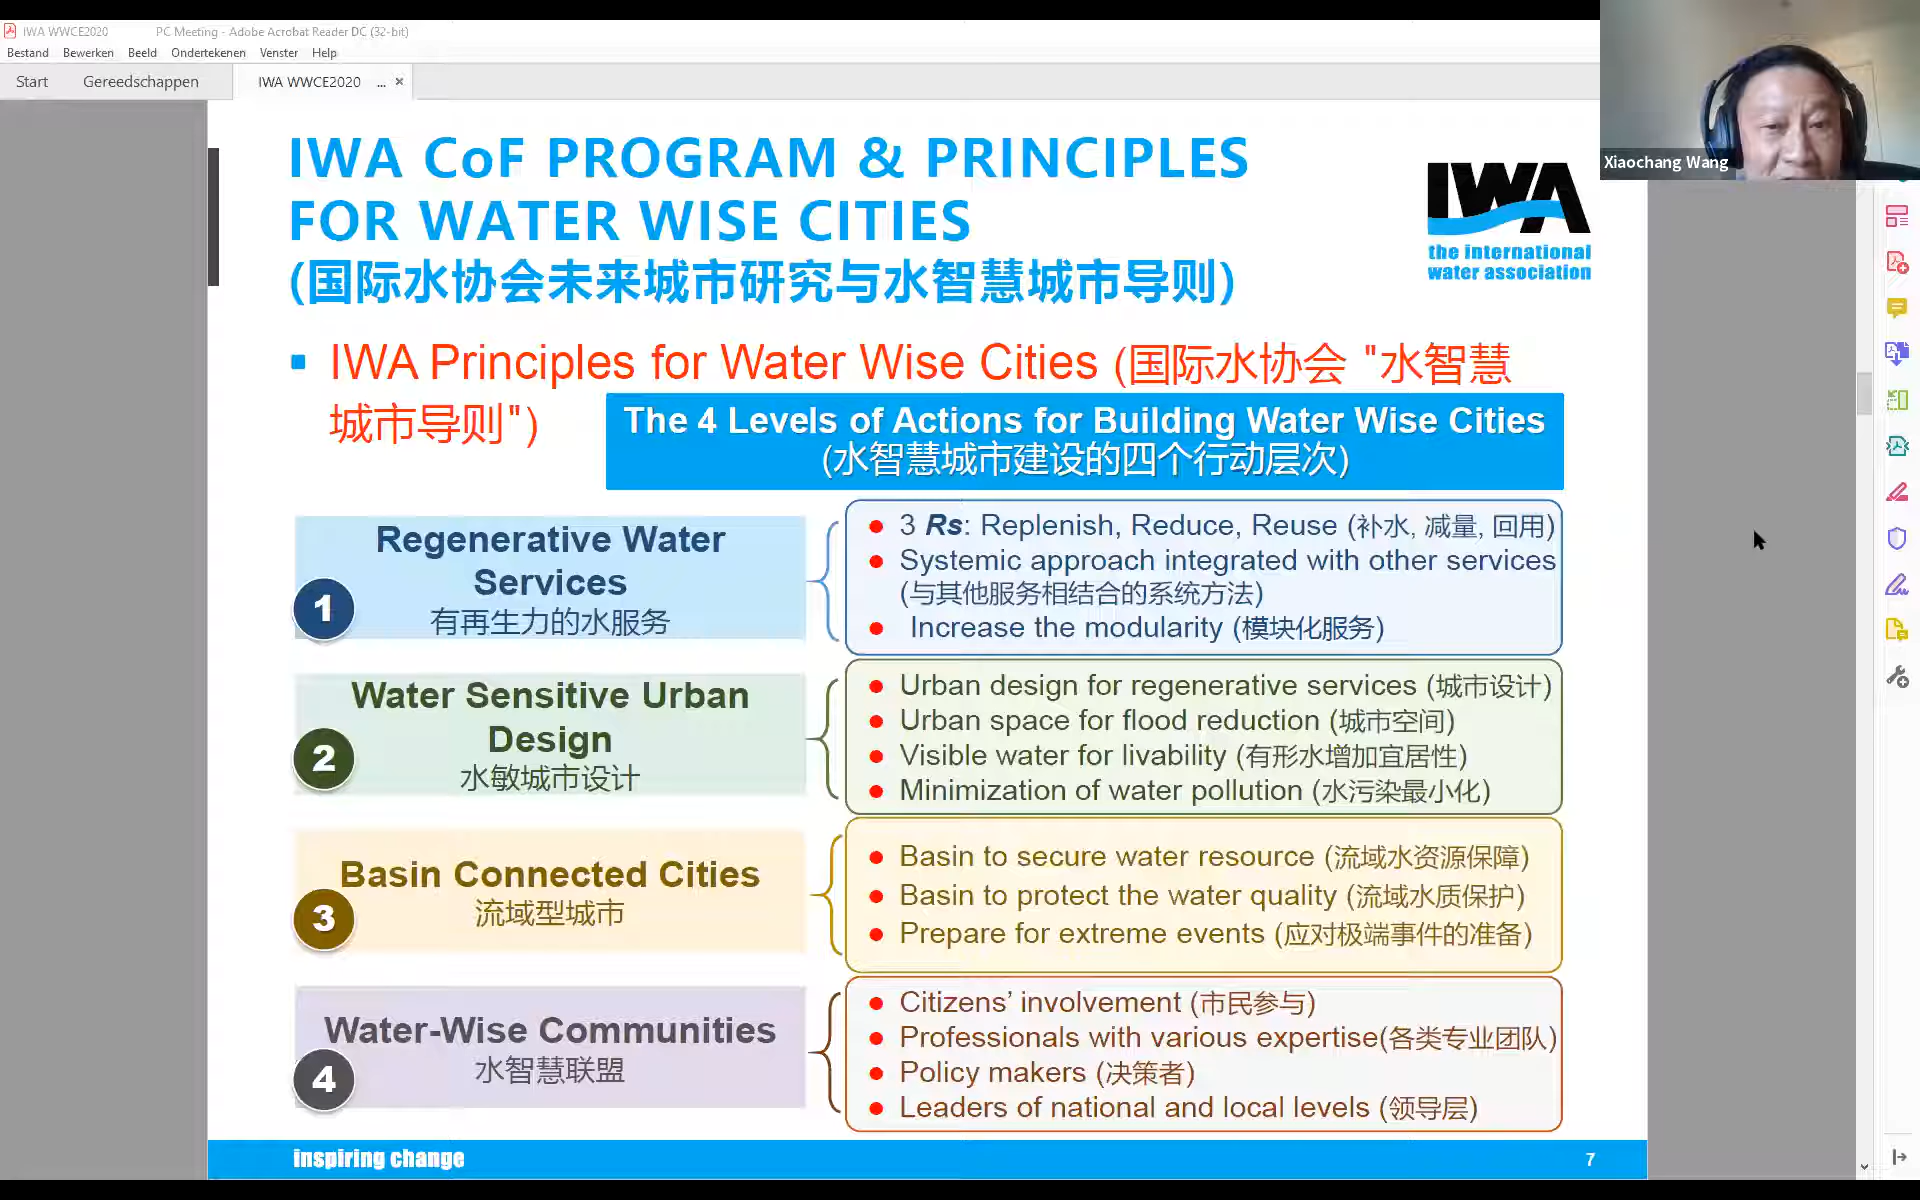 IWA WWCE2020 PC Meeting - Adobe Acrobat Reader DC (32-bit)
Bestand Bewerken Beeld Ondertekenen Venster Help
Start Gereedschappen IWA WWCE2020 ... ×
Xiaochang Wang
IWA CoF PROGRAM & PRINCIPLES
FOR WATER WISE CITIES
(国际水协会未来城市研究与水智慧城市导则)
IWA
the international
water association
IWA Principles for Water Wise Cities (国际水协会 "水智慧
城市导则")
The 4 Levels of Actions for Building Water Wise Cities
(水智慧城市建设的四个行动层次)
1
Regenerative Water
Services
有再生力的水服务
3 Rs: Replenish, Reduce, Reuse (补水, 减量, 回用)
Systemic approach integrated with other services
(与其他服务相结合的系统方法)
Increase the modularity (模块化服务)
2
Water Sensitive Urban
Design
水敏城市设计
Urban design for regenerative services (城市设计)
Urban space for flood reduction (城市空间)
Visible water for livability (有形水增加宜居性)
Minimization of water pollution (水污染最小化)
3
Basin Connected Cities
流域型城市
Basin to secure water resource (流域水资源保障)
Basin to protect the water quality (流域水质保护)
Prepare for extreme events (应对极端事件的准备)
4
Water-Wise Communities
水智慧联盟
Citizens’ involvement (市民参与)
Professionals with various expertise(各类专业团队)
Policy makers (决策者)
Leaders of national and local levels (领导层)
inspiring change
7